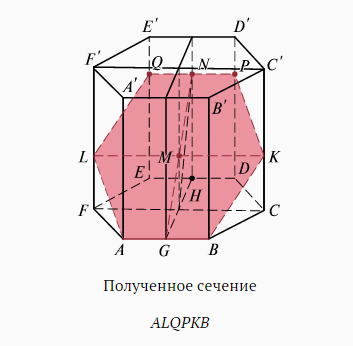 E′ D′
F′ Q N P C′
A′ B′
L M K
E H D
F C
A G B
Полученное сечение
ALQPKB